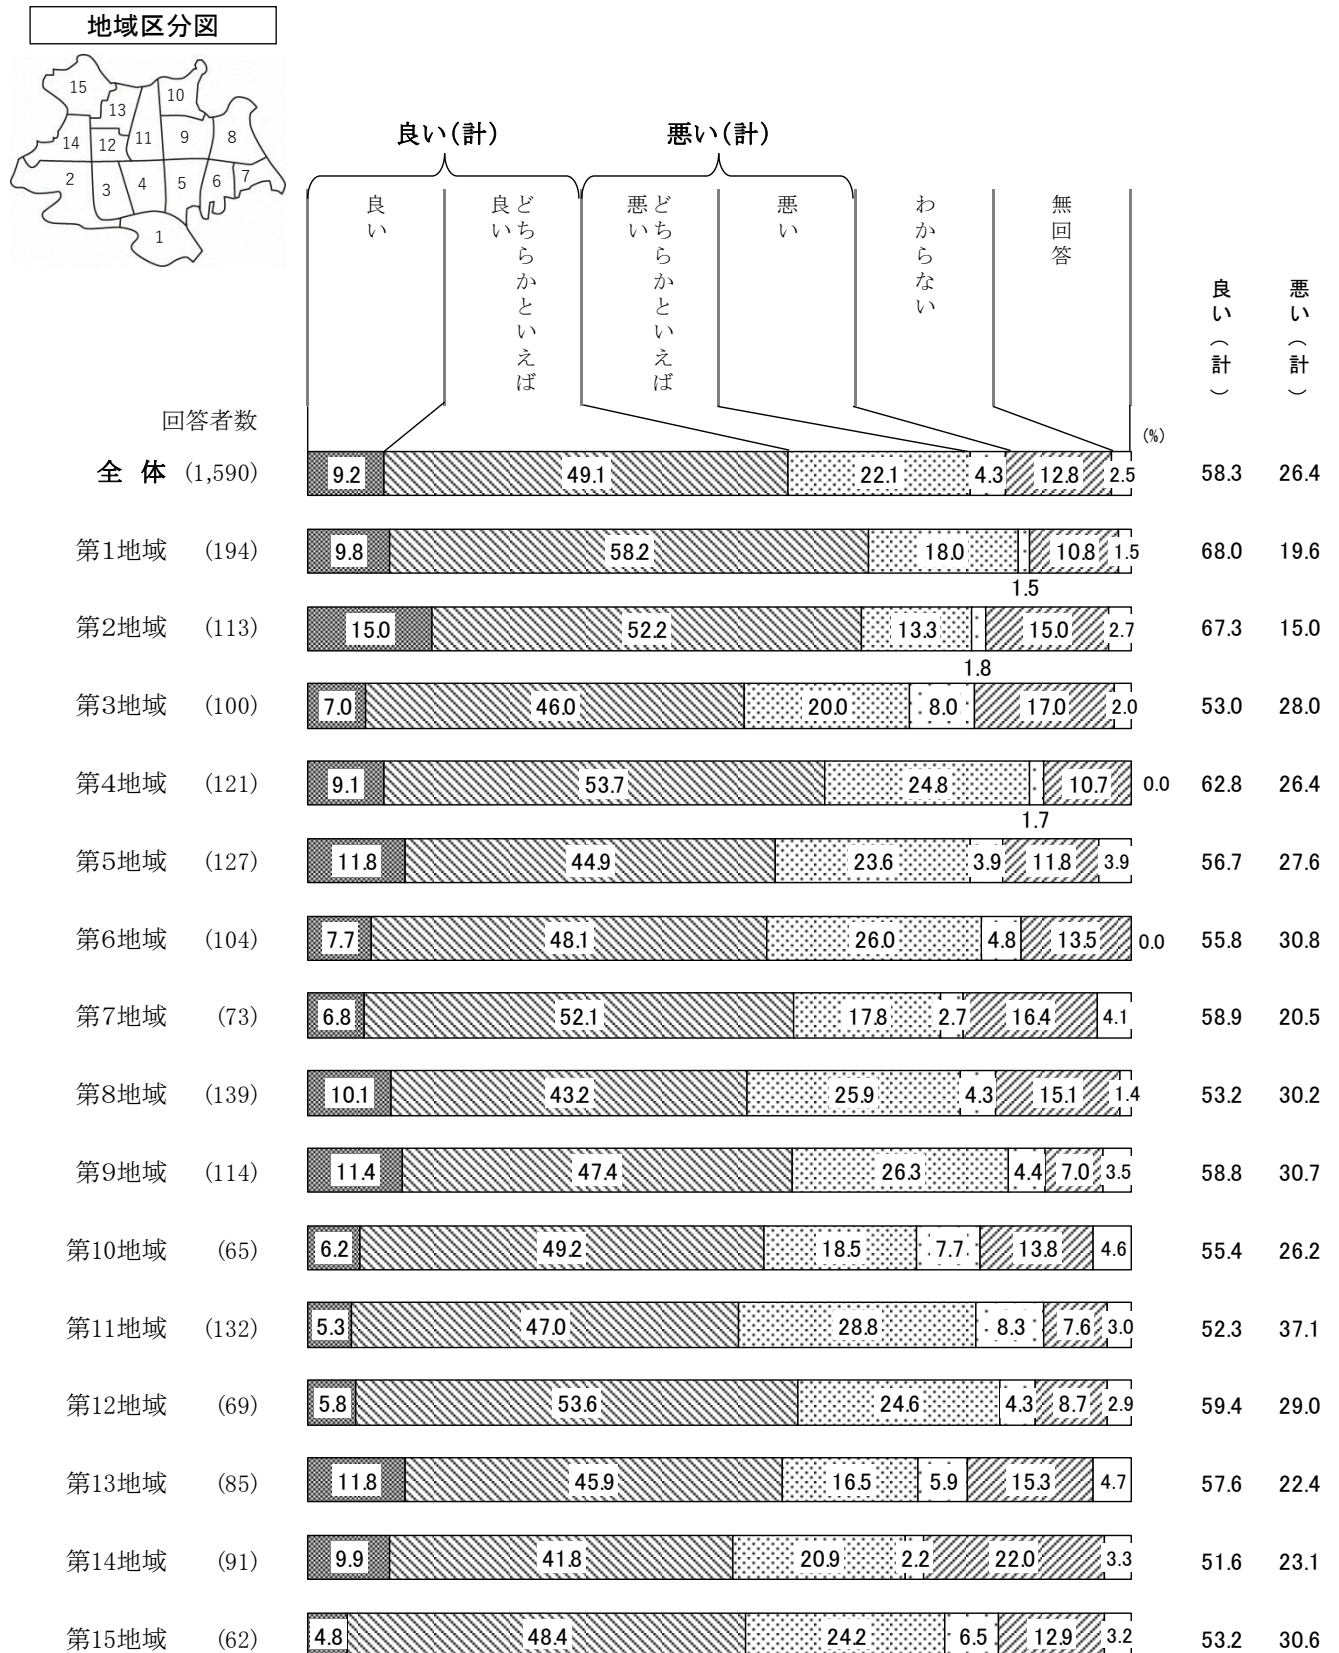 地域区分図
15
10
13
14
12
11
9
8
2
3
4
5
6
7
1
良い(計)
悪い(計)
良い
どちらかといえば
良い
どちらかといえば
悪い
悪い
わからない
無回答
良い(計)
悪い(計)
回答者数
(%)
全 体 (1,590) 9.2 49.1 22.1 4.3 12.8 2.5 58.3 26.4
第1地域 (194) 9.8 58.2 18.0 10.8 1.5 68.0 19.6
1.5
第2地域 (113) 15.0 52.2 13.3 15.0 2.7 67.3 15.0
1.8
第3地域 (100) 7.0 46.0 20.0 8.0 17.0 2.0 53.0 28.0
第4地域 (121) 9.1 53.7 24.8 10.7 0.0 62.8 26.4
1.7
第5地域 (127) 11.8 44.9 23.6 3.9 11.8 3.9 56.7 27.6
第6地域 (104) 7.7 48.1 26.0 4.8 13.5 0.0 55.8 30.8
第7地域 (73) 6.8 52.1 17.8 2.7 16.4 4.1 58.9 20.5
第8地域 (139) 10.1 43.2 25.9 4.3 15.1 1.4 53.2 30.2
第9地域 (114) 11.4 47.4 26.3 4.4 7.0 3.5 58.8 30.7
第10地域 (65) 6.2 49.2 18.5 7.7 13.8 4.6 55.4 26.2
第11地域 (132) 5.3 47.0 28.8 8.3 7.6 3.0 52.3 37.1
第12地域 (69) 5.8 53.6 24.6 4.3 8.7 2.9 59.4 29.0
第13地域 (85) 11.8 45.9 16.5 5.9 15.3 4.7 57.6 22.4
第14地域 (91) 9.9 41.8 20.9 2.2 22.0 3.3 51.6 23.1
第15地域 (62) 4.8 48.4 24.2 6.5 12.9 3.2 53.2 30.6